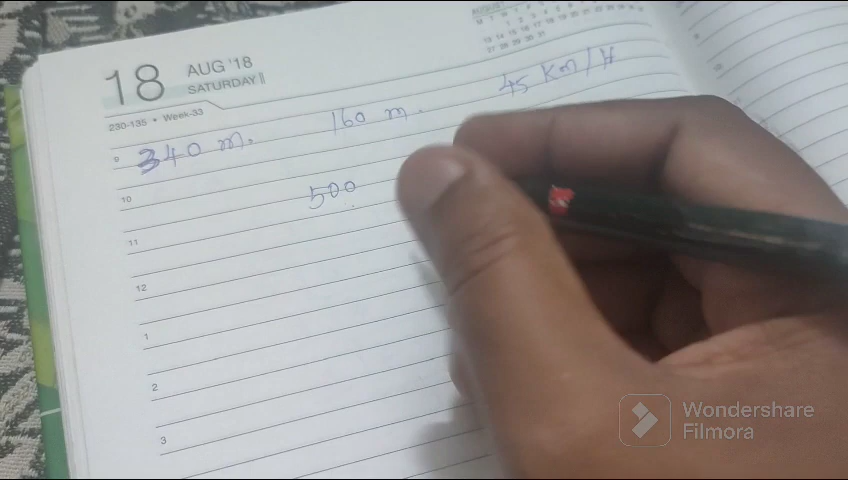 18 AUG '18
SATURDAY
230-135 • Week-33
340 m. 160 m. 45 Km/H
500
9
10
11
12
1
2
3
Wondershare
Filmora